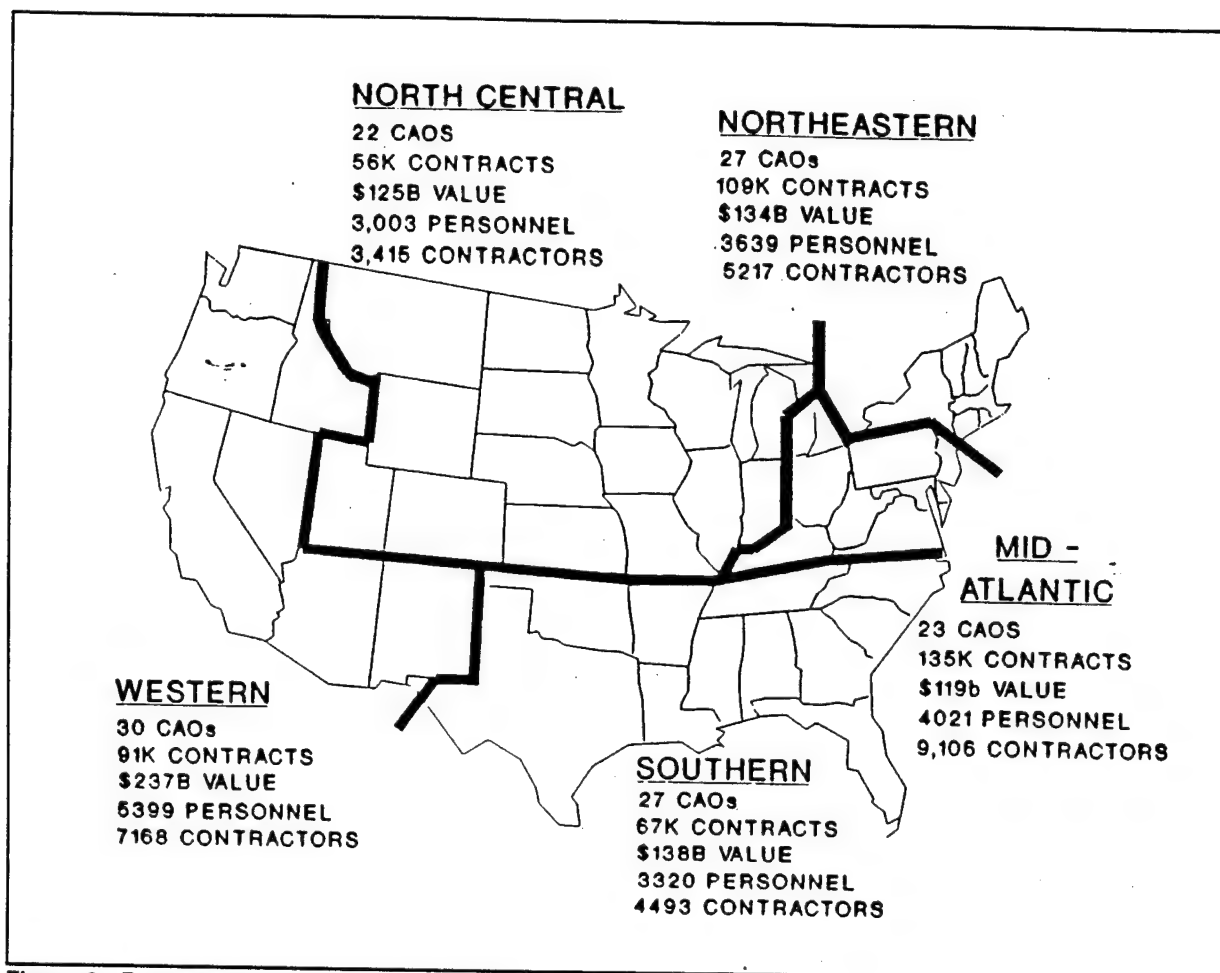 NORTH CENTRAL
22 CAOS
56K CONTRACTS
$125B VALUE
3,003 PERSONNEL
3,415 CONTRACTORS
NORTHEASTERN
27 CAOs
109K CONTRACTS
$134B VALUE
3639 PERSONNEL
5217 CONTRACTORS
MID -
ATLANTIC
23 CAOS
135K CONTRACTS
$119b VALUE
4021 PERSONNEL
9,106 CONTRACTORS
WESTERN
30 CAOs
91K CONTRACTS
$237B VALUE
5399 PERSONNEL
7168 CONTRACTORS
SOUTHERN
27 CAOs
67K CONTRACTS
$138B VALUE
3320 PERSONNEL
4493 CONTRACTORS